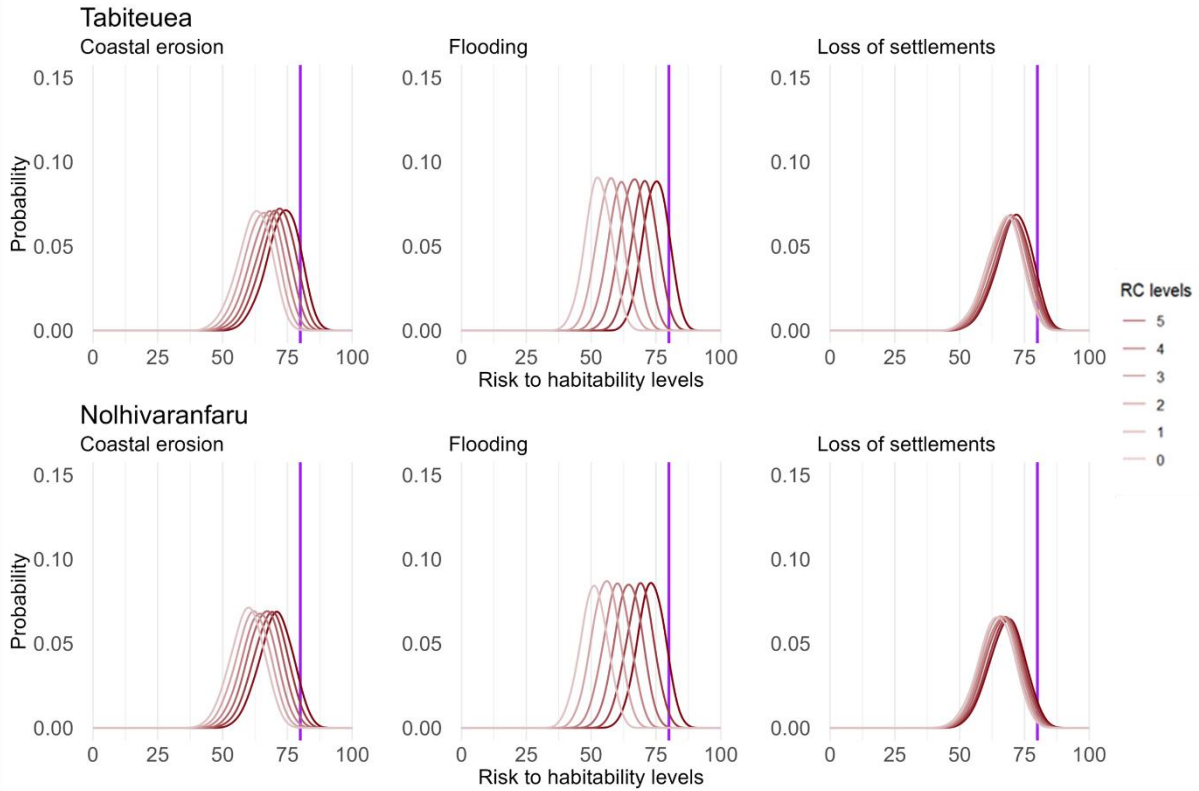 Tabiteuea
Coastal erosion Flooding Loss of settlements
0.15 0.15 0.15
0.10 0.10 0.10
0.05 0.05 0.05
0.00 0.00 0.00
Probability
0 25 50 75 100 0 25 50 75 100 0 25 50 75 100
Risk to habitability levels
Nolhivaranfaru
Coastal erosion Flooding Loss of settlements
0.15 0.15 0.15
0.10 0.10 0.10
0.05 0.05 0.05
0.00 0.00 0.00
Probability
0 25 50 75 100 0 25 50 75 100 0 25 50 75 100
Risk to habitability levels
RC levels
5
4
3
2
1
0